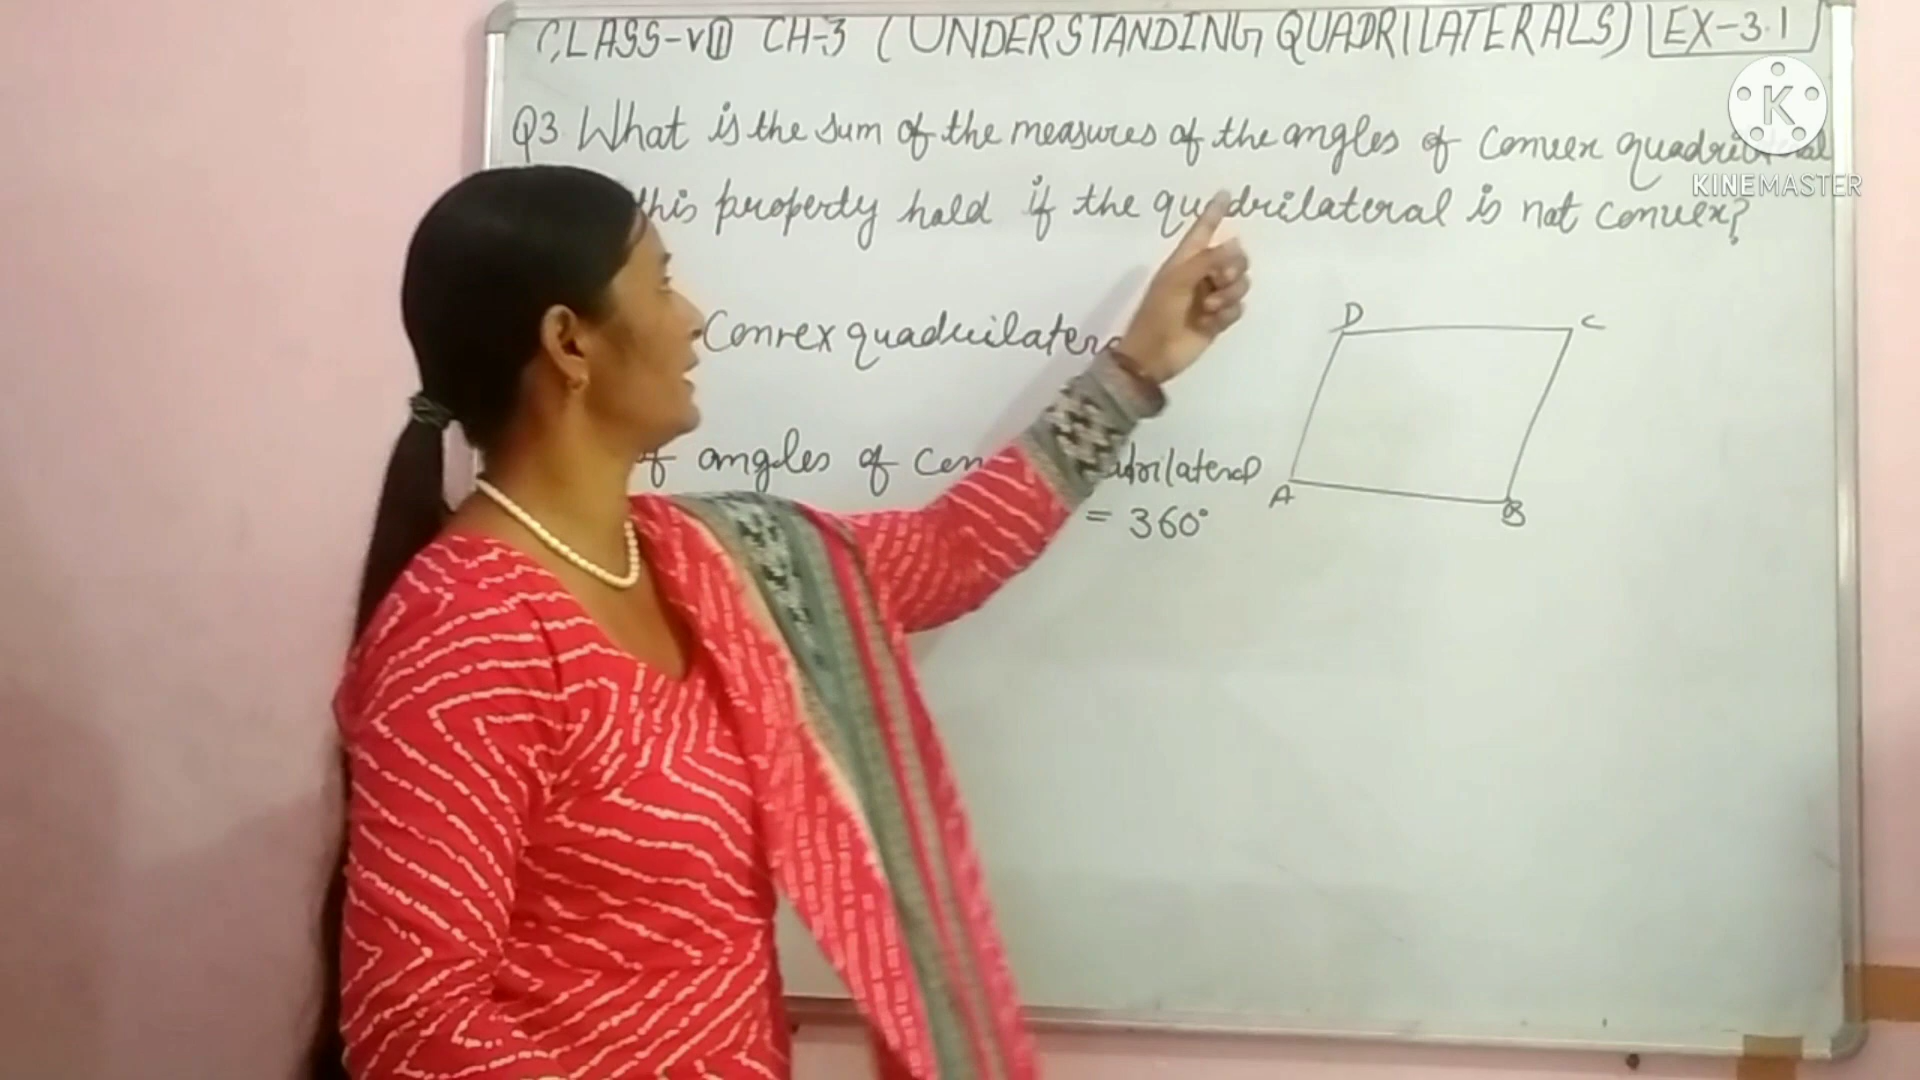 CLASS-VIII CH-3 (UNDERSTANDING QUADRILATERALS) EX-3.1
Q3 What is the sum of the measures of the angles of convex quadrilateral
this property hold if the quadrilateral is not convex?
Convex quadrilateral
of angles of quadrilateral
= 360°
D C
A B
K
KINEMASTER